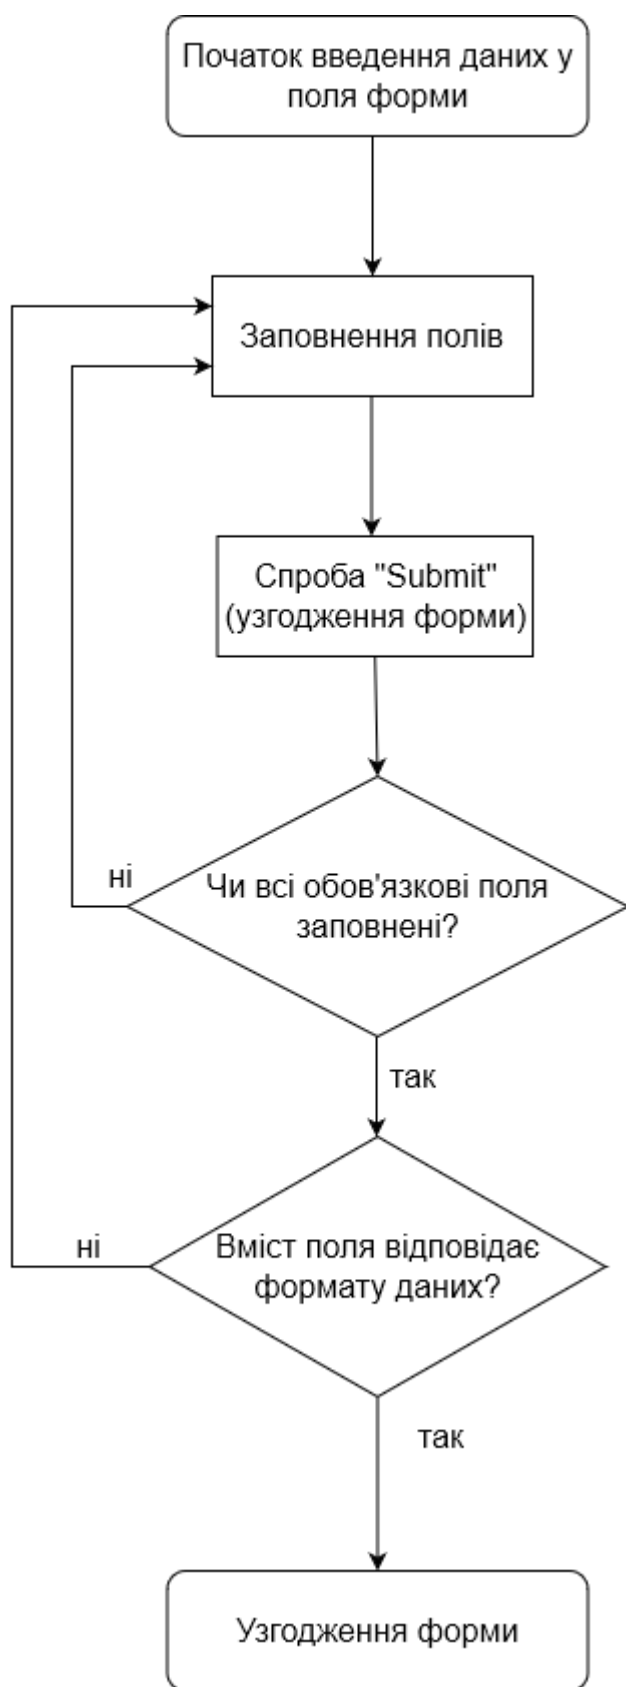 Початок введення даних у
поля форми
Заповнення полів
Спроба "Submit"
(узгодження форми)
ні
Чи всі обов'язкові поля
заповнені?
так
ні
Вміст поля відповідає
формату даних?
так
Узгодження форми